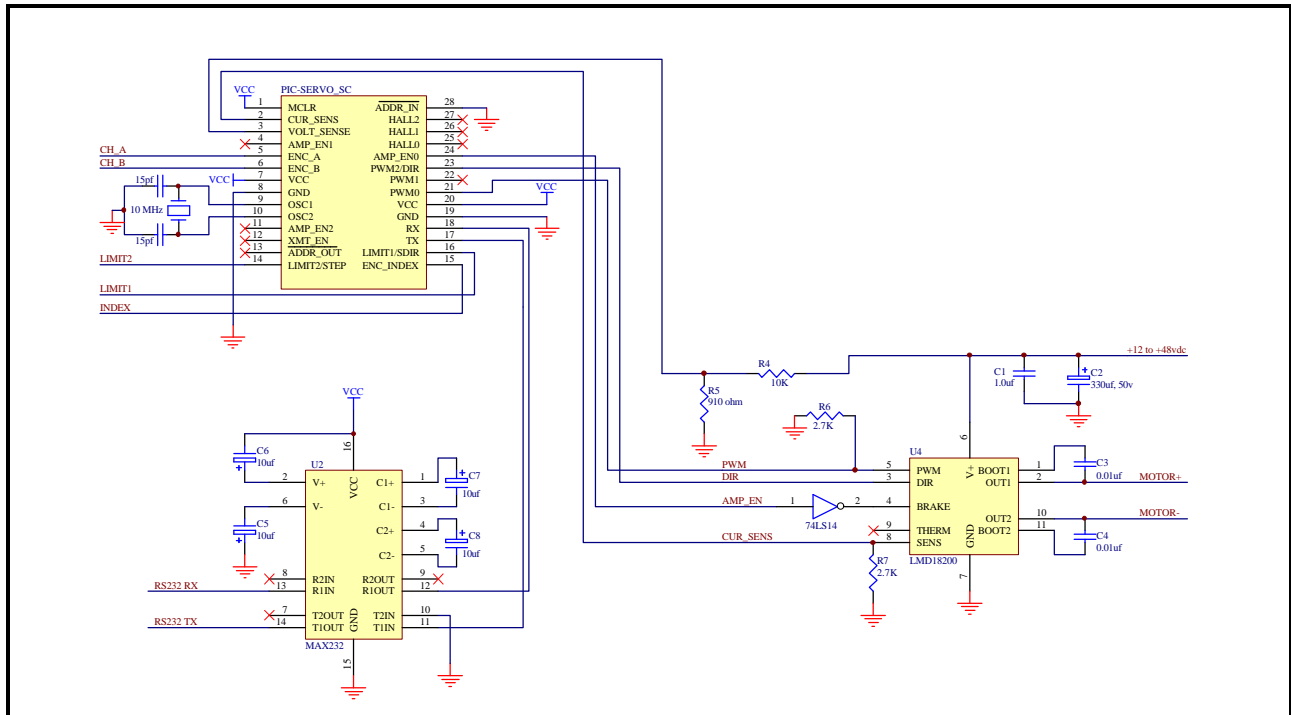 VCC
PIC-SERVO_SC
1 MCLR
2 CUR_SENS
3 VOLT_SENSE
4 AMP_EN1
5 ENC_A
6 ENC_B
7 VCC
8 GND
9 OSC1
10 OSC2
11 AMP_EN2
12 XMT_EN
13 ADDR_OUT
14 LIMIT2/STEP
ADDR_IN 28
HALL2 27
HALL1 26
HALL0 25
AMP_EN0 24
PWM2/DIR 23
PWM1 22
PWM0 21
VCC 20
GND 19
RX 18
TX 17
LIMIT1/SDIR 16
ENC_INDEX 15
CH_A
CH_B
VCC
15pf
10 MHz
15pf
LIMIT2
LIMIT1
INDEX
VCC
+12 to +48vdc
R4
10K
R5
910 ohm
R6
2.7K
C1
1.0uf
C2
330uf, 50v
VCC
C6
10uf
C5
10uf
U2
16
VCC
2 V+
6 V-
8 R2IN
13 R1IN
7 T2OUT
14 T1OUT
C1+ 1
C1- 3
C2+ 4
C2- 5
R2OUT 9
R1OUT 12
T2IN 10
T1IN 11
GND
15
MAX232
C7
10uf
C8
10uf
RS232 RX
RS232 TX
PWM
DIR
AMP_EN
1
2
74LS14
CUR_SENS
R7
2.7K
U4
6
V+
5 PWM
3 DIR
4 BRAKE
9 THERM
8 SENS
BOOT1 1
OUT1 2
OUT2 10
BOOT2 11
GND
7
LMD18200
C3
0.01uf
MOTOR+
MOTOR-
C4
0.01uf